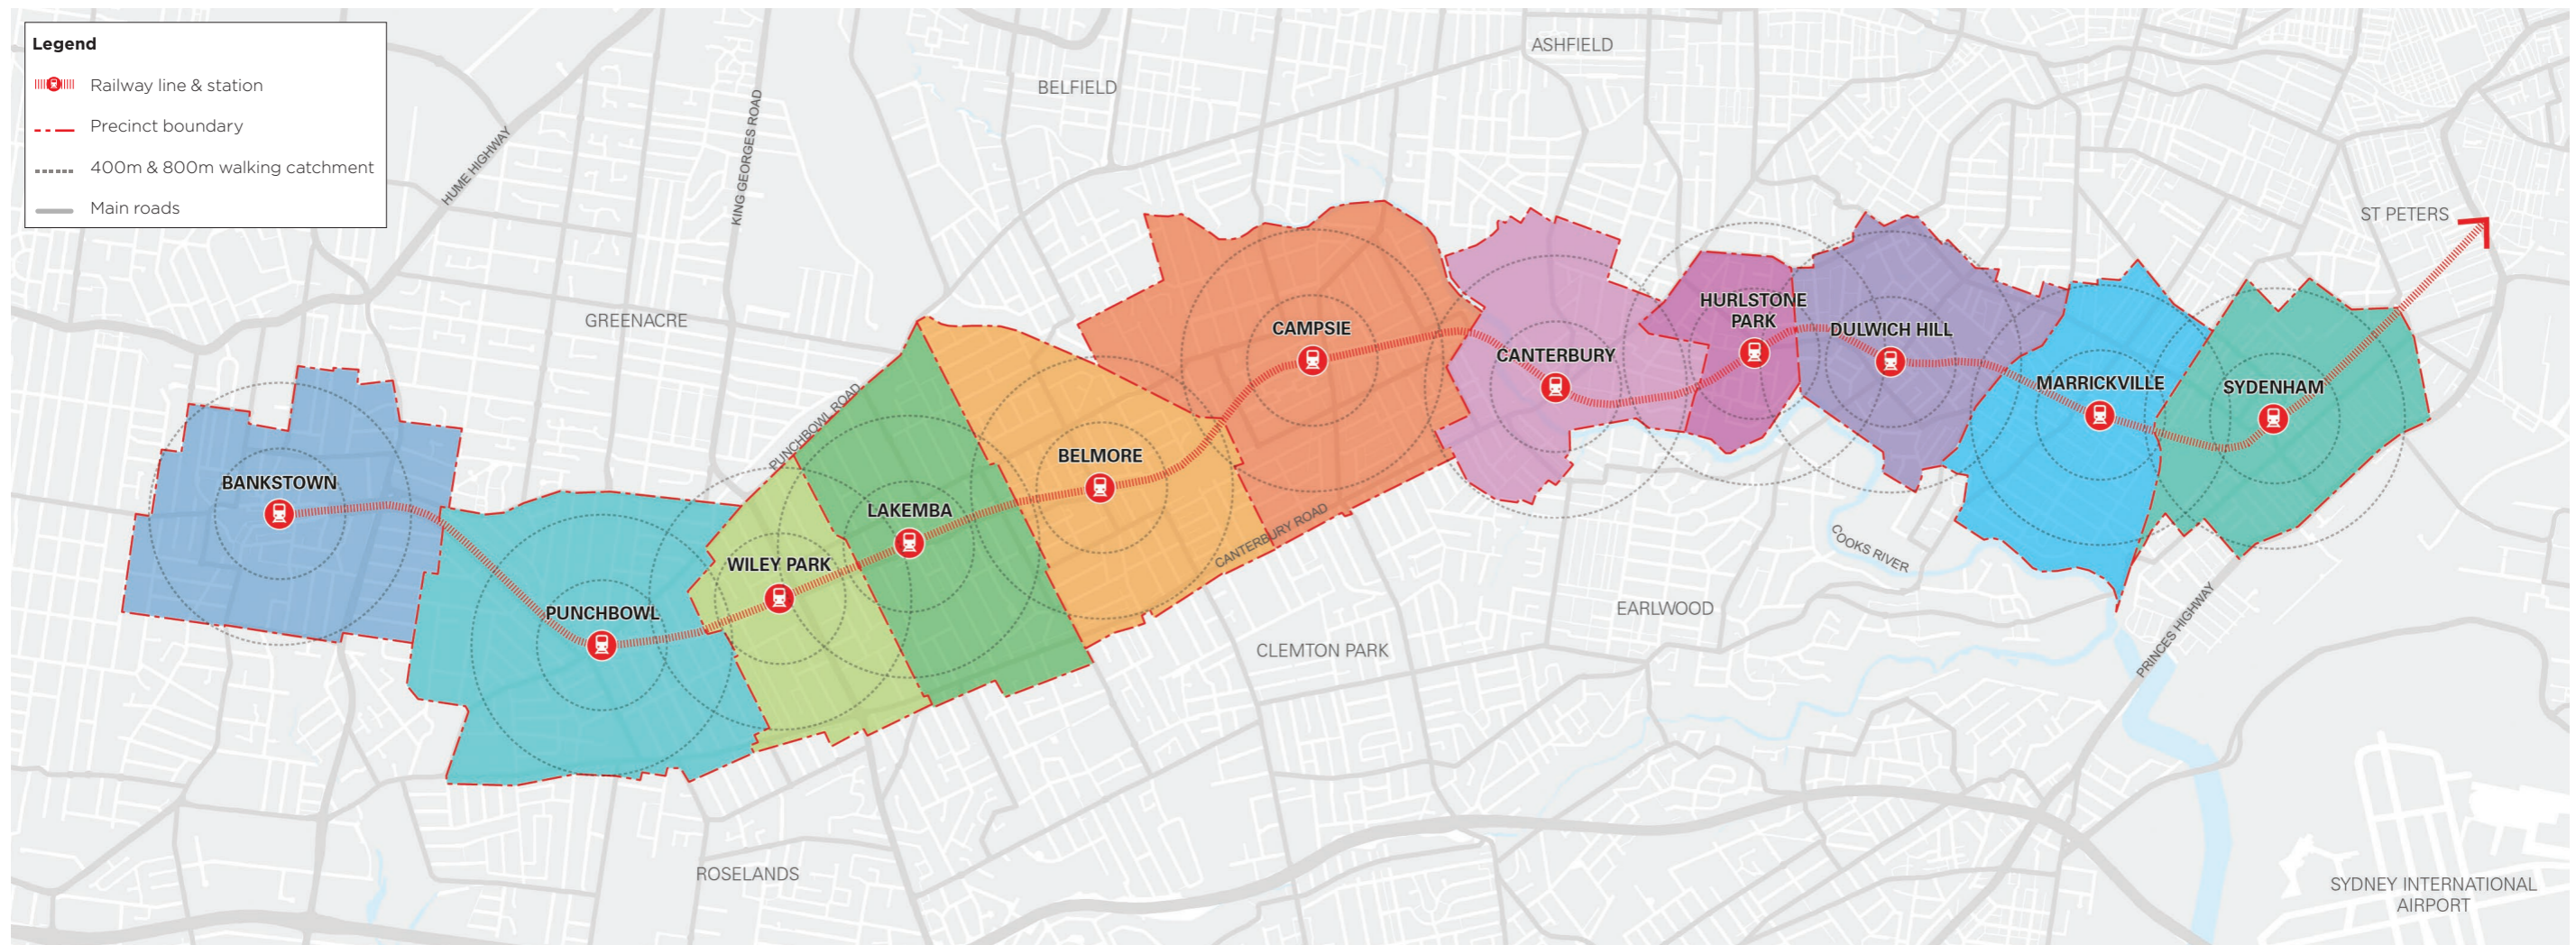 Legend
Railway line & station
Precinct boundary
400m & 800m walking catchment
Main roads
ASHFIELD
BELFIELD
HUME HIGHWAY
KING GEORGES ROAD
ST PETERS
GREENACRE
HURLSTONE
PARK
CAMPSIE
DULWICH HILL
CANTERBURY
MARRICKVILLE
SYDENHAM
PUNCHBOWL ROAD
BELMORE
BANKSTOWN
LAKEMBA
CANTERBURY ROAD
COOKS RIVER
WILEY PARK
PUNCHBOWL
EARLWOOD
PRINCES HIGHWAY
CLEMTON PARK
ROSELANDS
SYDNEY INTERNATIONAL
AIRPORT